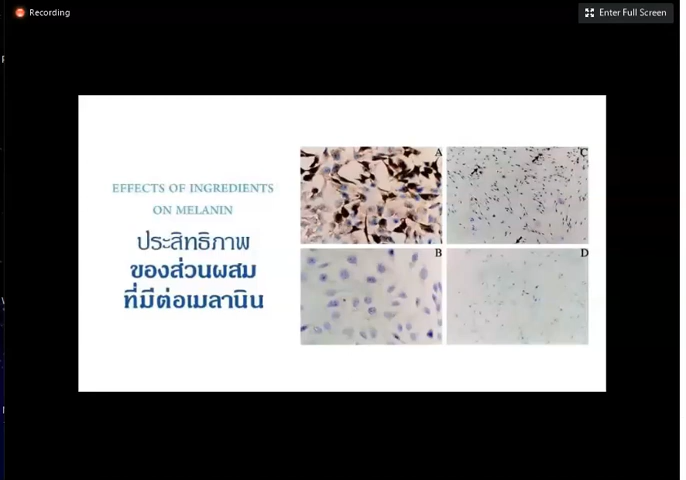 Recording
Enter Full Screen
EFFECTS OF INGREDIENTS
ON MELANIN
ประสิทธิภาพ
ของส่วนผสม
ที่มีต่อเมลานิน
A
C
B
D